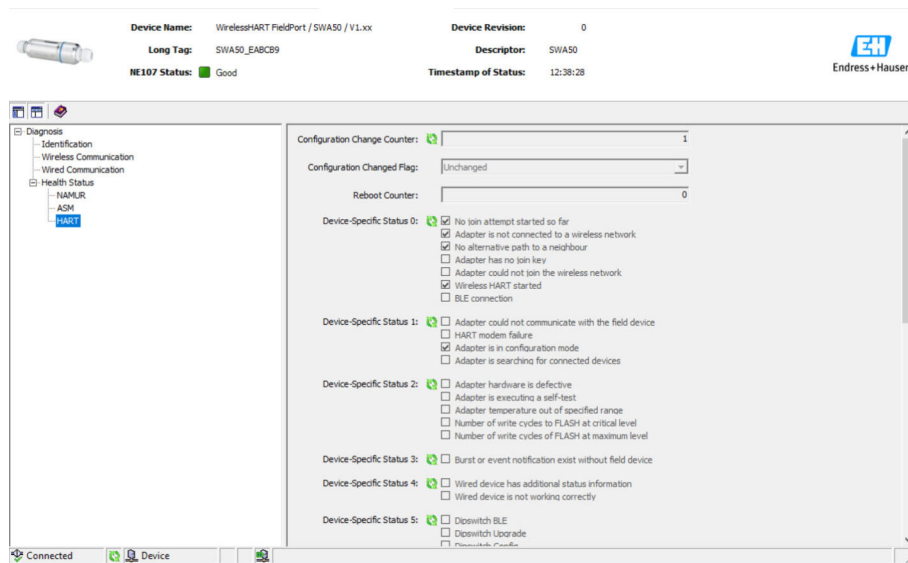 Device Name: WirelessHART FieldPort / SWA50 / V1.xx Device Revision: 0
Long Tag: SWA50_EABCB9 Descriptor: SWA50
NE107 Status: Good Timestamp of Status: 12:38:28
EH
Endress+Hauser
Diagnosis
Identification
Wireless Communication
Wired Communication
Health Status
NAMUR
ASM
HART
Configuration Change Counter: 1
Configuration Changed Flag: Unchanged
Reboot Counter: 0
Device-Specific Status 0: No join attempt started so far
Adapter is not connected to a wireless network
No alternative path to a neighbour
Adapter has no join key
Adapter could not join the wireless network
Wireless HART started
BLE connection
Device-Specific Status 1: Adapter could not communicate with the field device
HART modem failure
Adapter is in configuration mode
Adapter is searching for connected devices
Device-Specific Status 2: Adapter hardware is defective
Adapter is executing a self-test
Adapter temperature out of specified range
Number of write cycles to FLASH at critical level
Number of write cycles of FLASH at maximum level
Device-Specific Status 3: Burst or event notification exist without field device
Device-Specific Status 4: Wired device has additional status information
Wired device is not working correctly
Device-Specific Status 5: Dipswitch BLE
Dipswitch Upgrade
Dipswitch Config
Connected Device